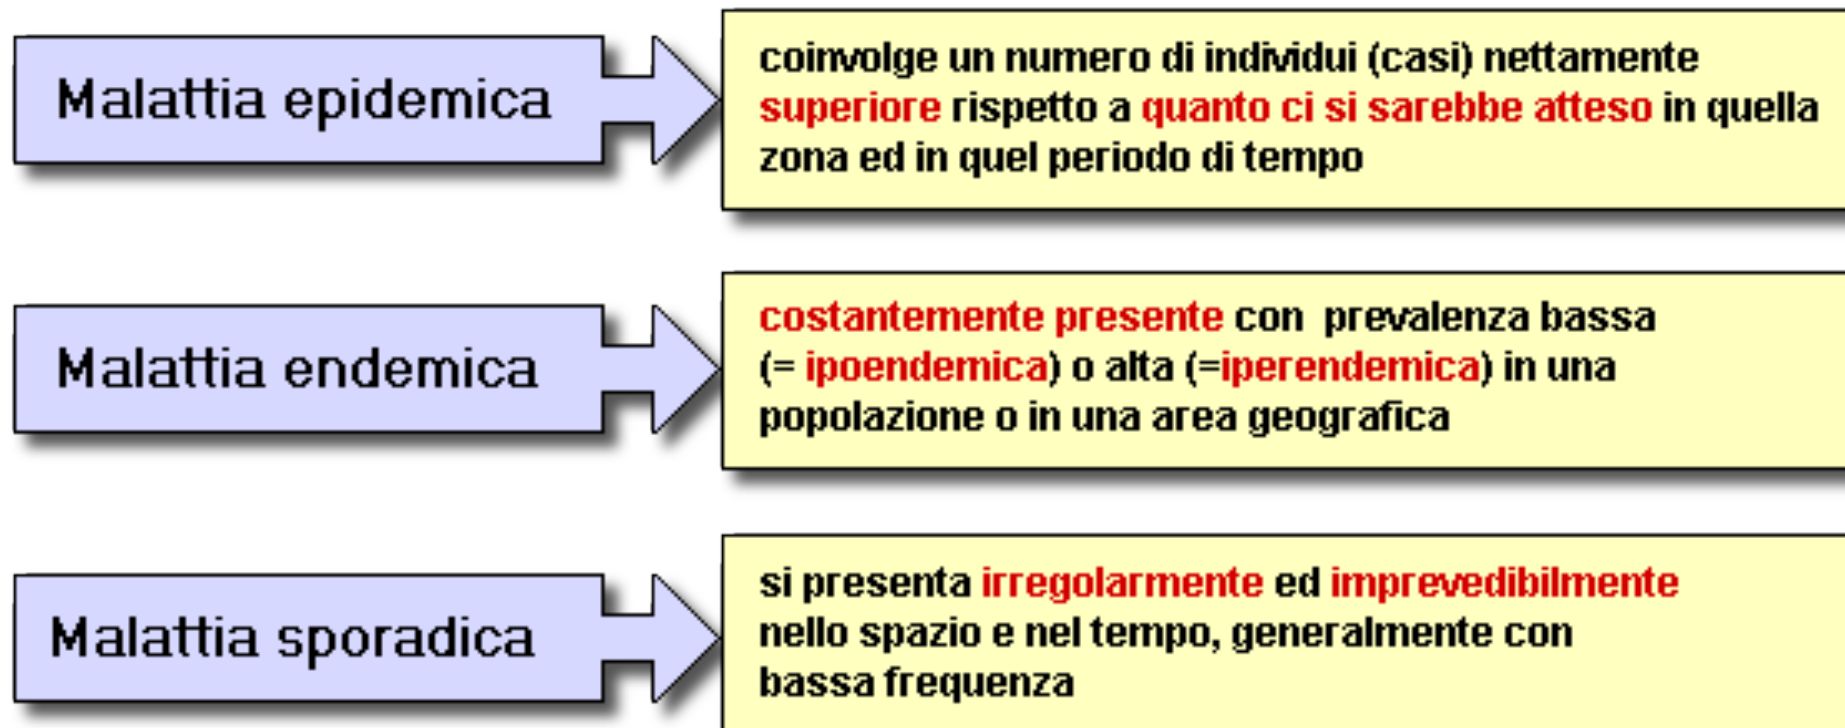 Malattia epidemica
coinvolge un numero di individui (casi) nettamente
superiore rispetto a quanto ci si sarebbe atteso in quella
zona ed in quel periodo di tempo
Malattia endemica
costantemente presente con prevalenza bassa
(= ipoendemica) o alta (=iperendemica) in una
popolazione o in una area geografica
Malattia sporadica
si presenta irregolarmente ed imprevedibilmente
nello spazio e nel tempo, generalmente con
bassa frequenza